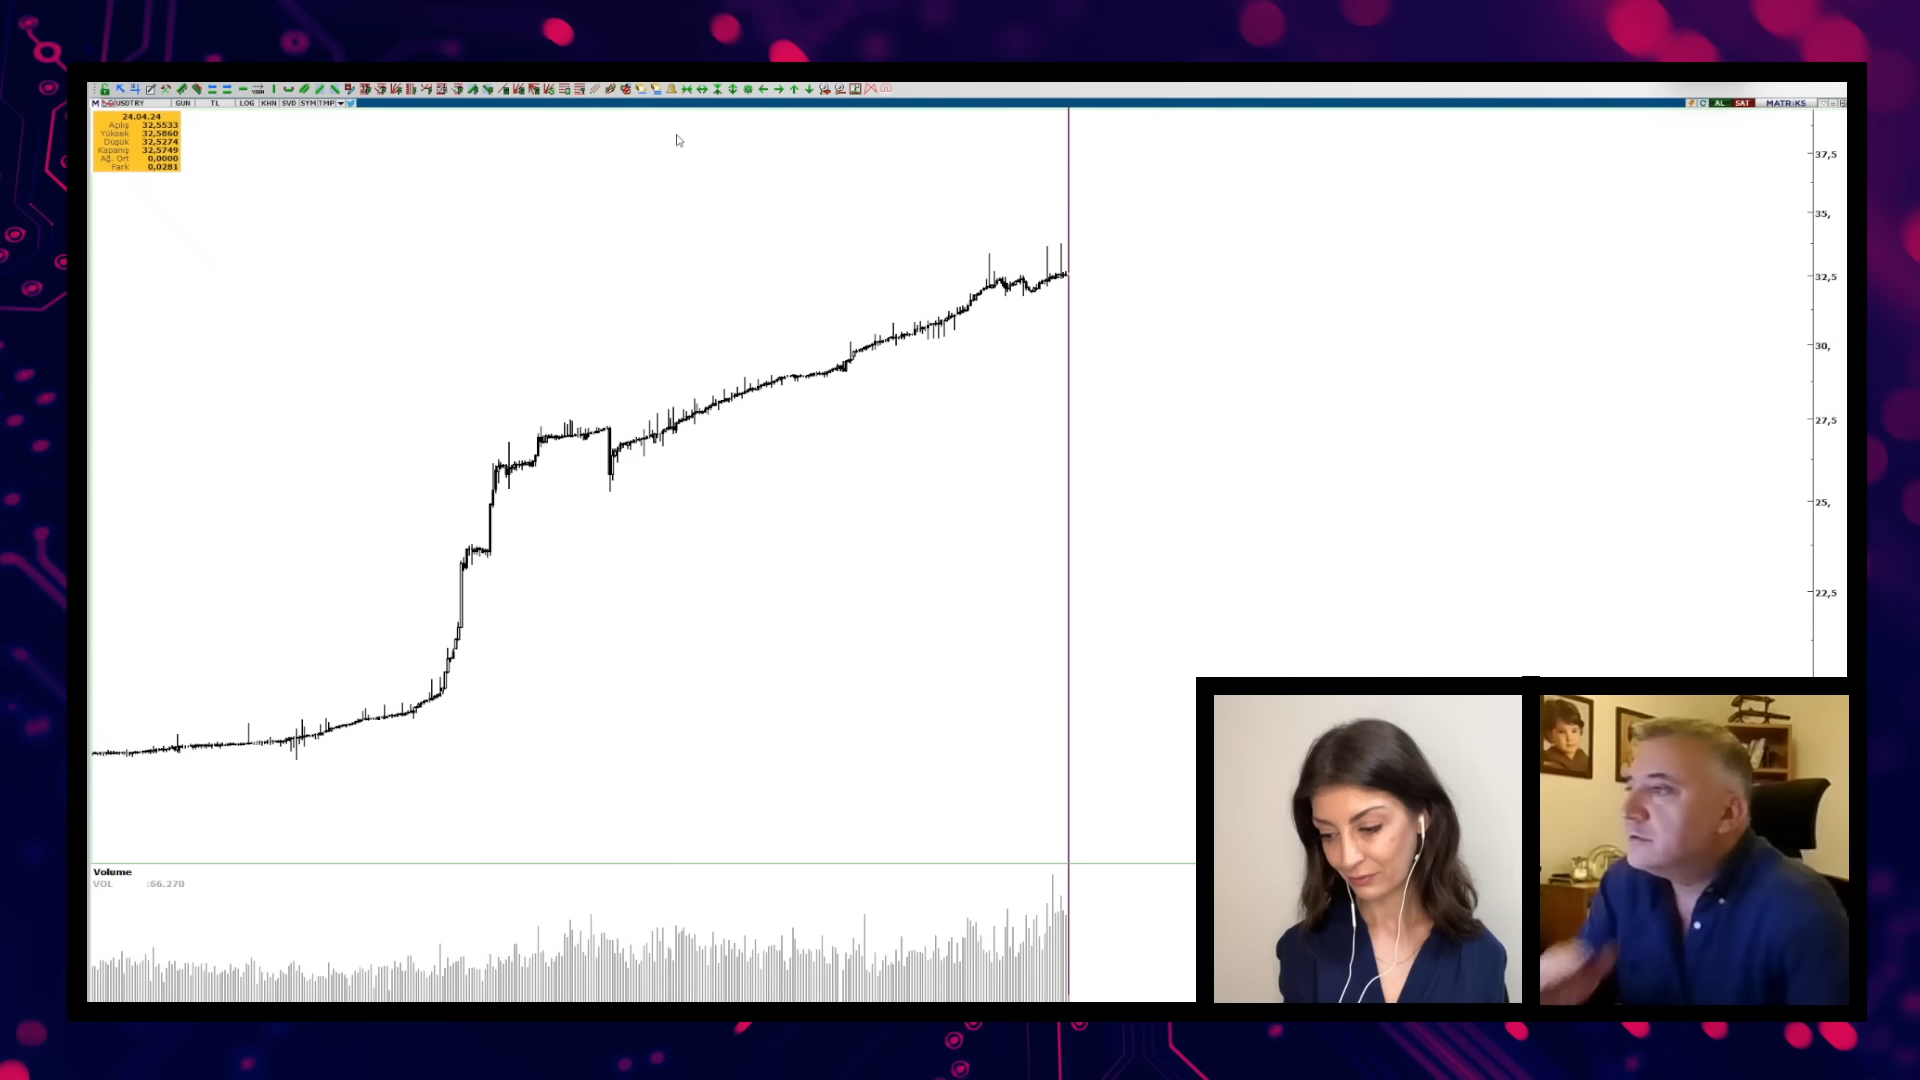 M USDTRY GUN TL LOG KHN SVD SYM TMP C AL SAT MATRiKS
24.04.24
Açılış 32,5533
Yüksek 32,5860
Düşük 32,5274
Kapanış 32,5749
Ağ. Ort 0,0000
Fark 0,0281
37,5
35,
32,5
30,
27,5
25,
22,5
Volume
VOL :66.270